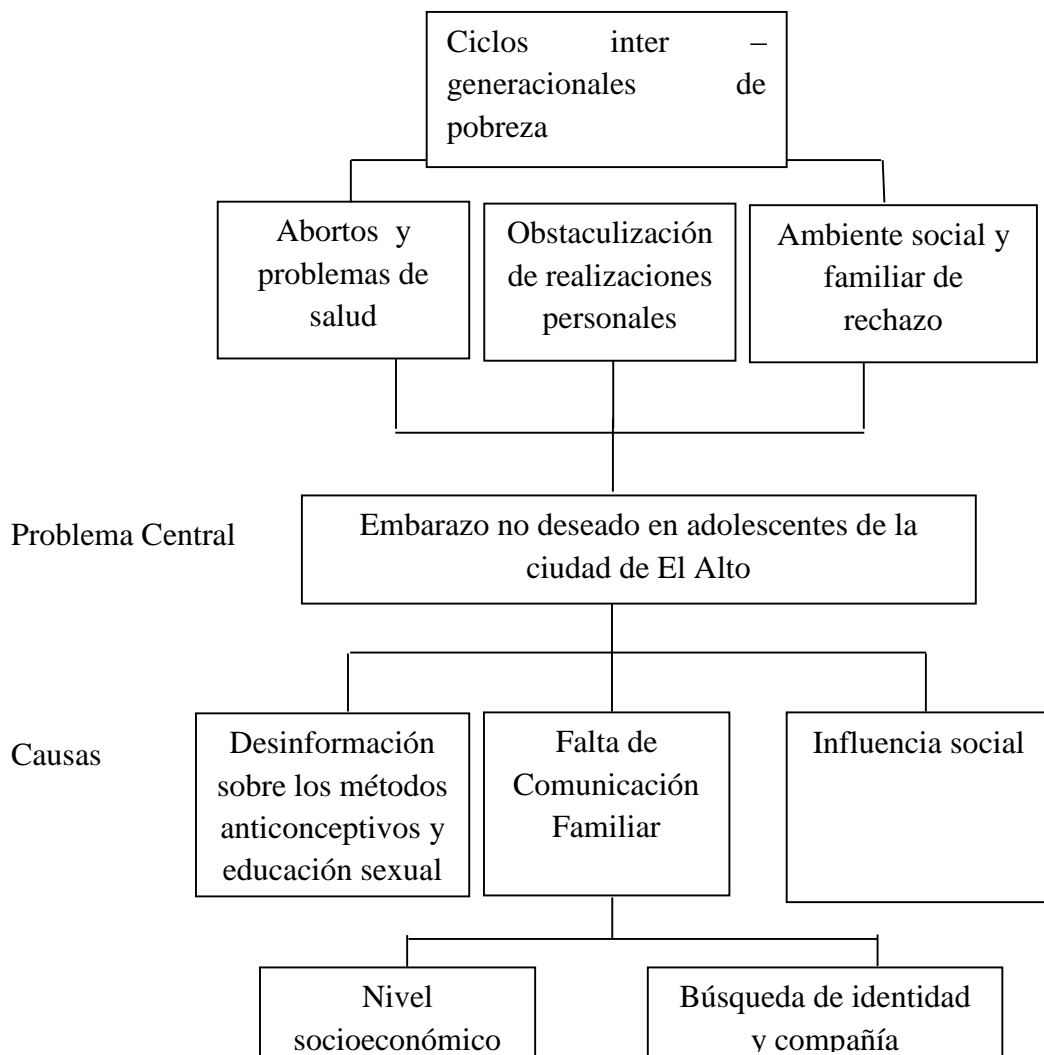 Ciclos inter –
generacionales de
pobreza
Abortos y
problemas de
salud
Obstaculización
de realizaciones
personales
Ambiente social y
familiar de
rechazo
Problema Central
Embarazo no deseado en adolescentes de la
ciudad de El Alto
Causas
Desinformación
sobre los métodos
anticonceptivos y
educación sexual
Falta de
Comunicación
Familiar
Influencia social
Nivel
socioeconómico
Búsqueda de identidad
y compañía